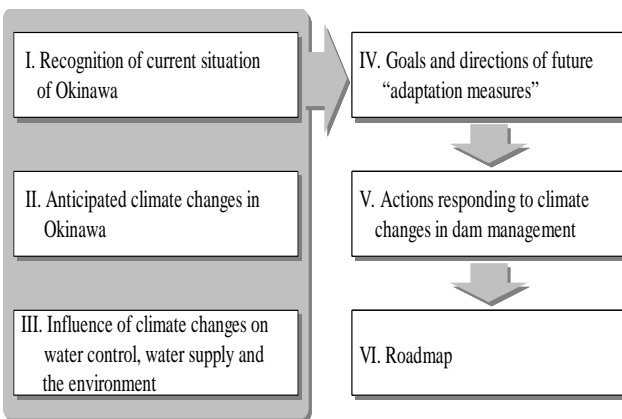 I. Recognition of current situation
of Okinawa
II. Anticipated climate changes in
Okinawa
III. Influence of climate changes on
water control, water supply and
the environment
IV. Goals and directions of future
“adaptation measures”
V. Actions responding to climate
changes in dam management
VI. Roadmap